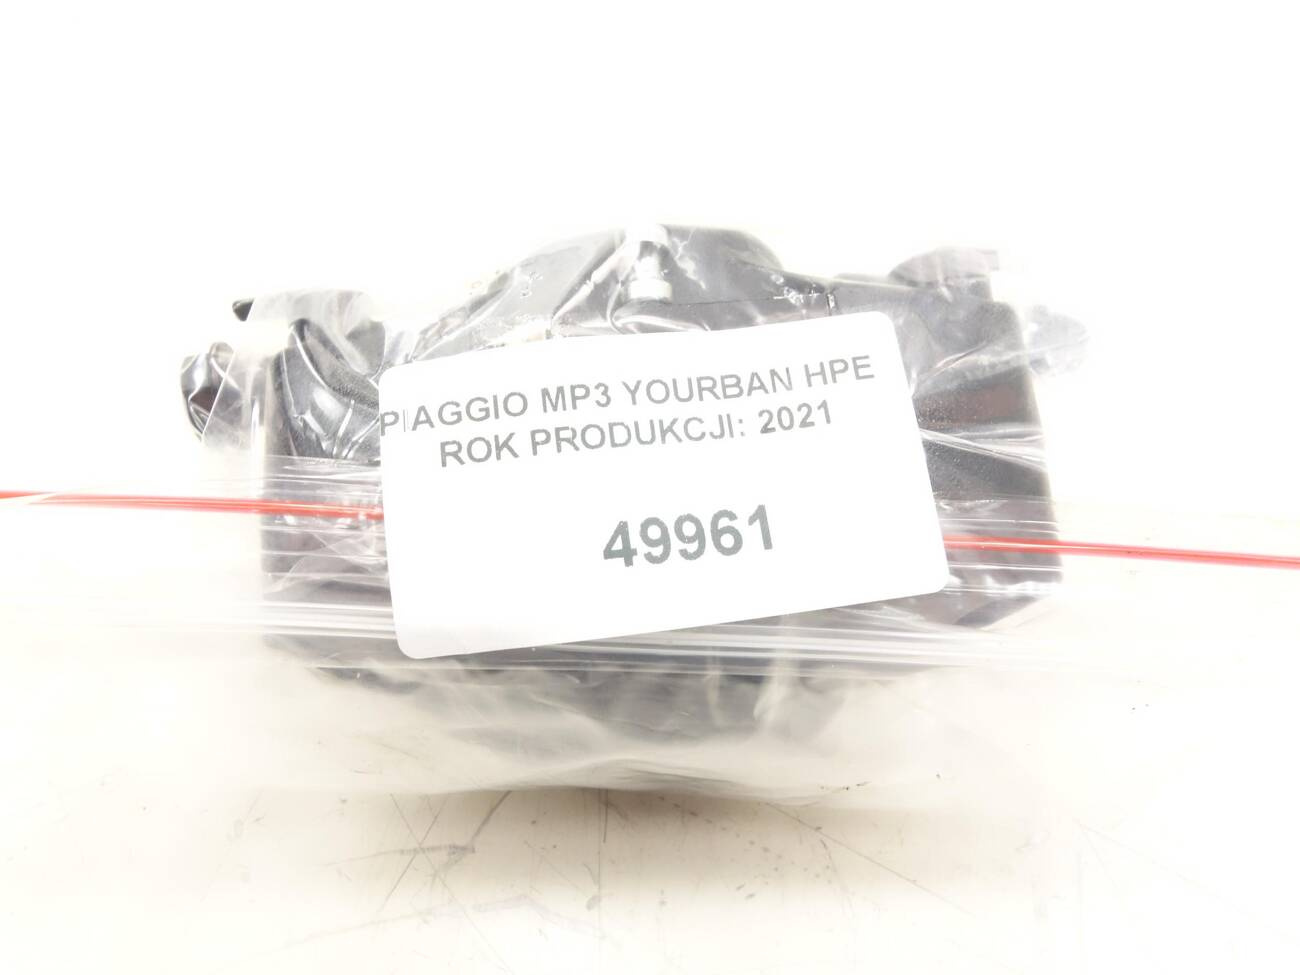 PIAGGIO MP3 YOURBAN HPE
ROK PRODUKCJI: 2021
49961